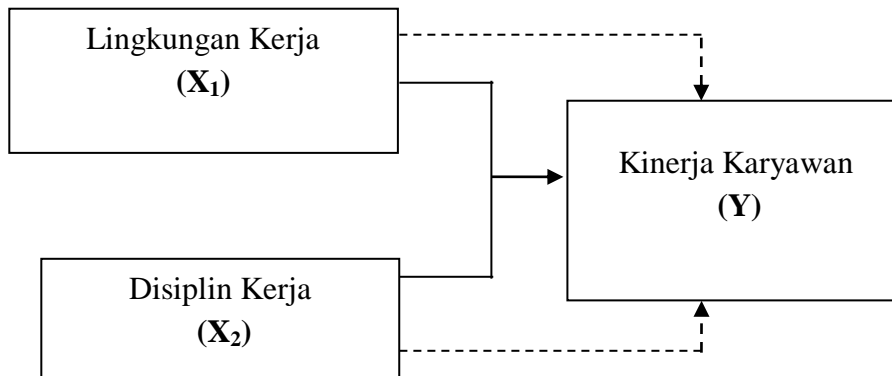 Lingkungan Kerja
(X₁)
Kinerja Karyawan
(Y)
Disiplin Kerja
(X₂)